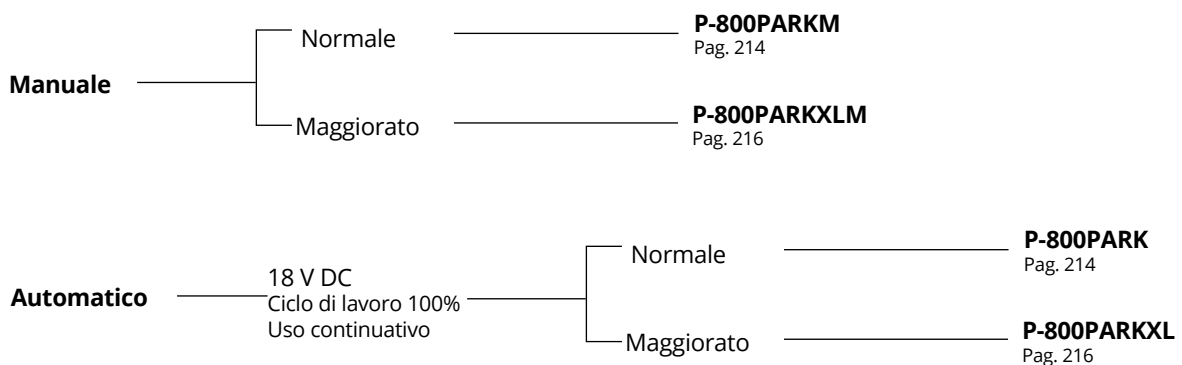 Manuale
Normale
P-800PARKM
Pag. 214
Maggiorato
P-800PARKXLM
Pag. 216
Automatico
18 V DC
Ciclo di lavoro 100%
Uso continuativo
Normale
P-800PARK
Pag. 214
Maggiorato
P-800PARKXL
Pag. 216